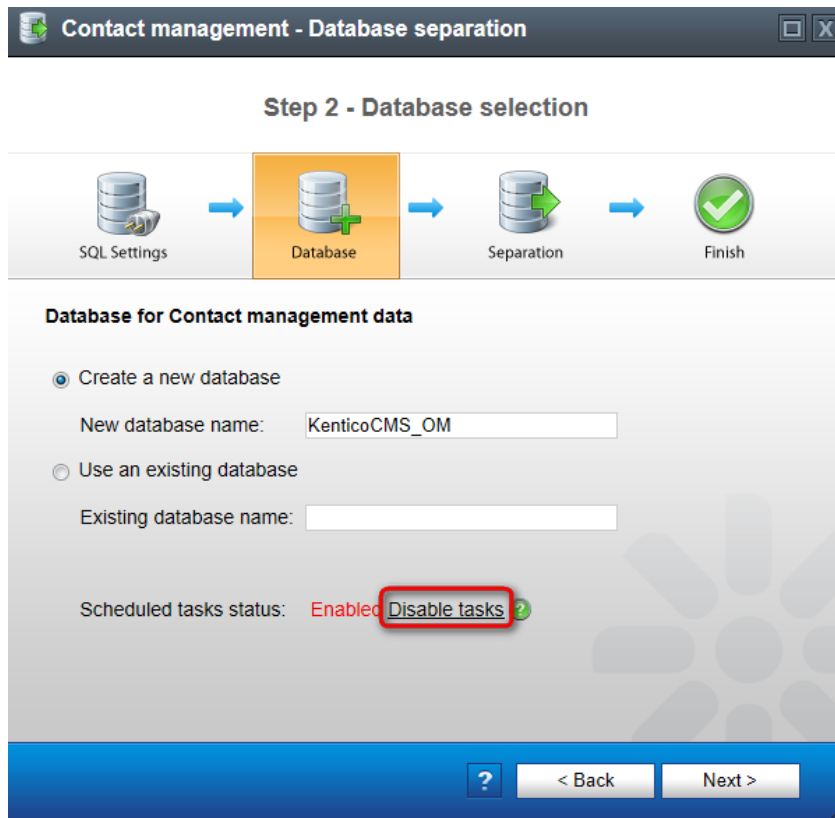 Contact management - Database separation
Step 2 - Database selection
SQL Settings
Database
Separation
Finish
Database for Contact management data
Create a new database
New database name: KenticoCMS_OM
Use an existing database
Existing database name:
Scheduled tasks status: Enabled Disable tasks ?
? < Back Next >